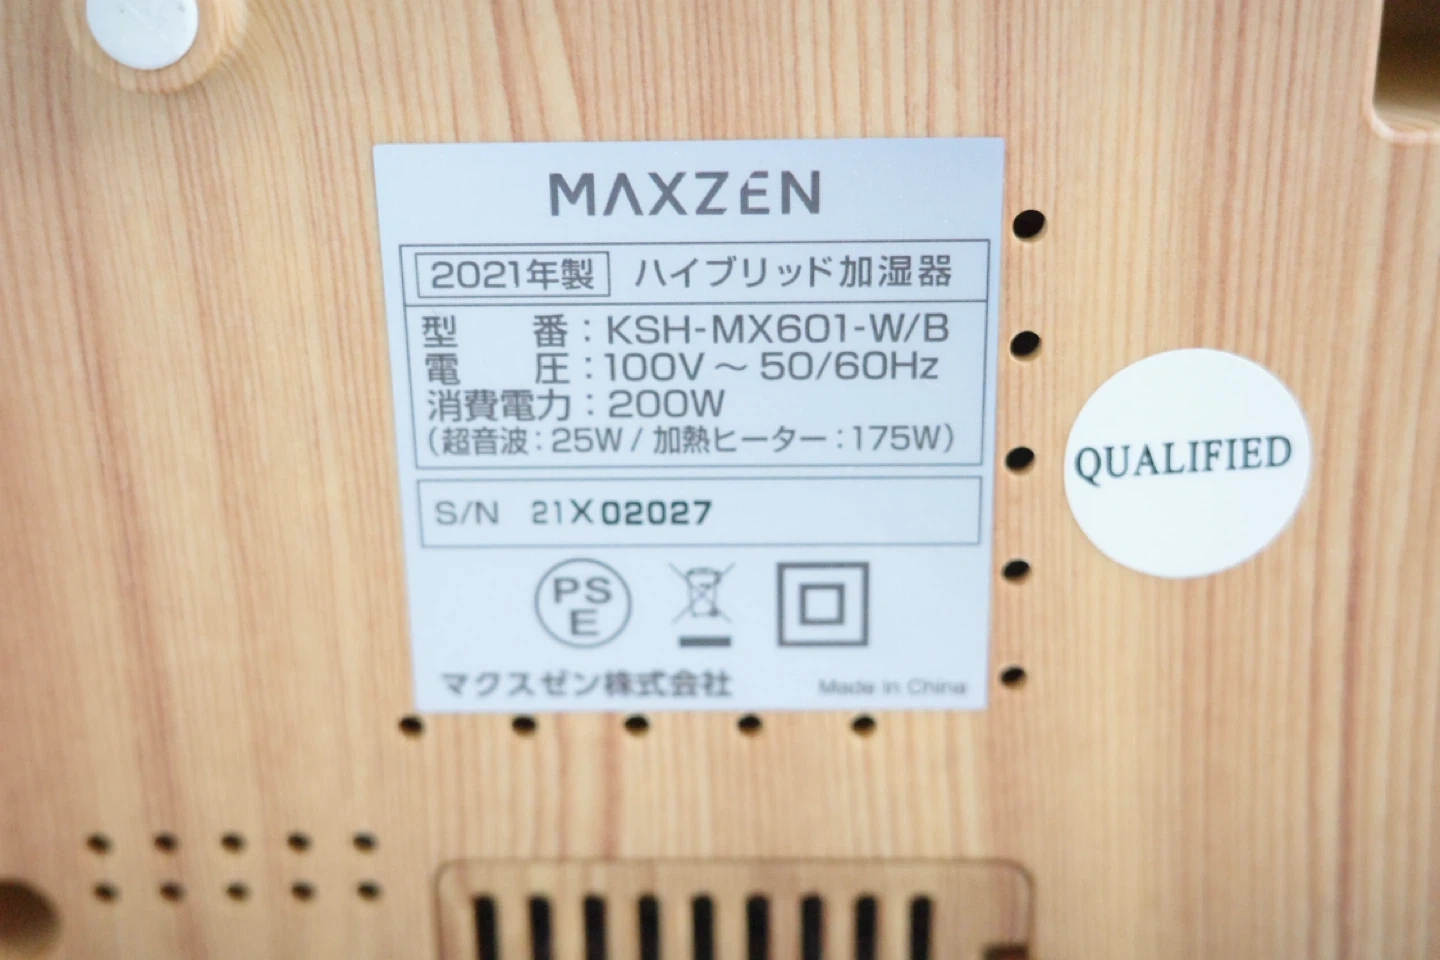 MAXZEN
2021年製 ハイブリッド加湿器
型 番：KSH-MX601-W/B
電 圧：100V ～ 50/60Hz
消費電力：200W
（超音波：25W / 加熱ヒーター：175W）
S/N 21X02027
PS
E
マクスゼン株式会社 Made in China
QUALIFIED